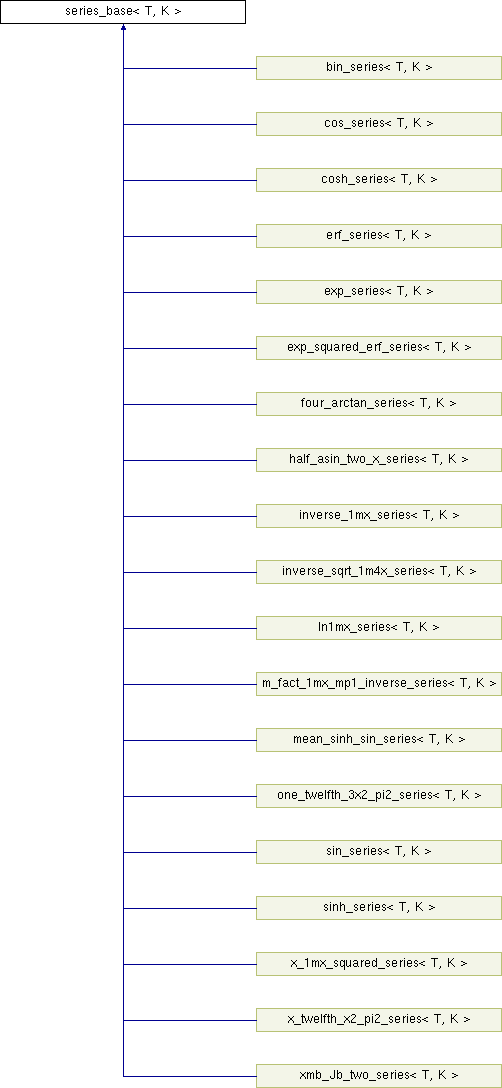 series_base< T, K >
bin_series< T, K >
cos_series< T, K >
cosh_series< T, K >
erf_series< T, K >
exp_series< T, K >
exp_squared_erf_series< T, K >
four_arctan_series< T, K >
half_asin_two_x_series< T, K >
inverse_1mx_series< T, K >
inverse_sqrt_1m4x_series< T, K >
ln1mx_series< T, K >
m_fact_1mx_mp1_inverse_series< T, K >
mean_sinh_sin_series< T, K >
one_twelfth_3x2_pi2_series< T, K >
sin_series< T, K >
sinh_series< T, K >
x_1mx_squared_series< T, K >
x_twelfth_x2_pi2_series< T, K >
xmb_Jb_two_series< T, K >